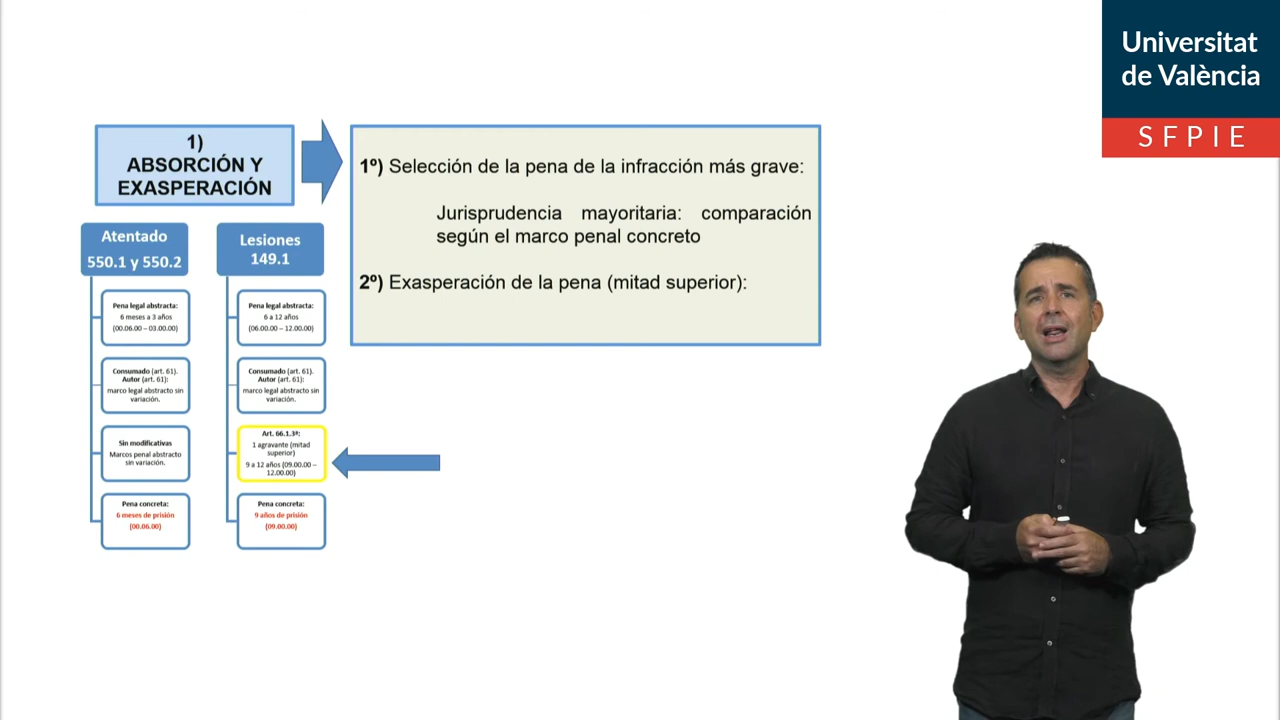 Universitat
de València
SFPIE
1)
ABSORCIÓN Y
EXASPERACIÓN
1º) Selección de la pena de la infracción más grave:
Jurisprudencia mayoritaria: comparación
según el marco penal concreto
2º) Exasperación de la pena (mitad superior):
Atentado
550.1 y 550.2
Pena legal abstracta:
6 meses a 3 años
(00.06.00 – 03.00.00)
Consumado (art. 61).
Autor (art. 61):
marco legal abstracto sin
variación.
Sin modificativas
Marcos penal abstracto
sin variación.
Pena concreta:
6 meses de prisión
(00.06.00)
Lesiones
149.1
Pena legal abstracta:
6 a 12 años
(06.00.00 – 12.00.00)
Consumado (art. 61).
Autor (art. 61):
marco legal abstracto sin
variación.
Art. 66.1.3ª:
1 agravante (mitad
superior)
9 a 12 años (09.00.00 –
12.00.00)
Pena concreta:
9 años de prisión
(09.00.00)